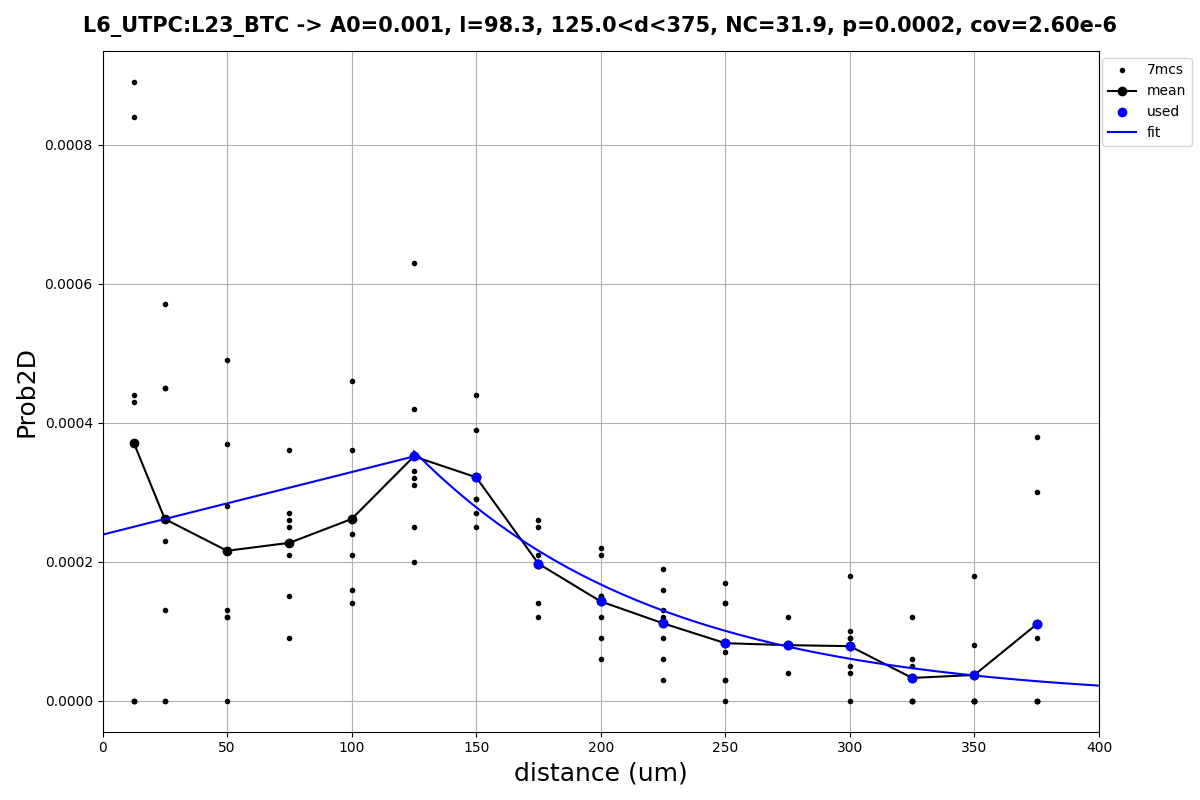 L6_UTPC:L23_BTC -> A0=0.001, l=98.3, 125.0<d<375, NC=31.9, p=0.0002, cov=2.60e-6
7mcs
mean
used
fit
0.0008
0.0006
0.0004
0.0002
0.0000
Prob2D
0 50 100 150 200 250 300 350 400
distance (um)